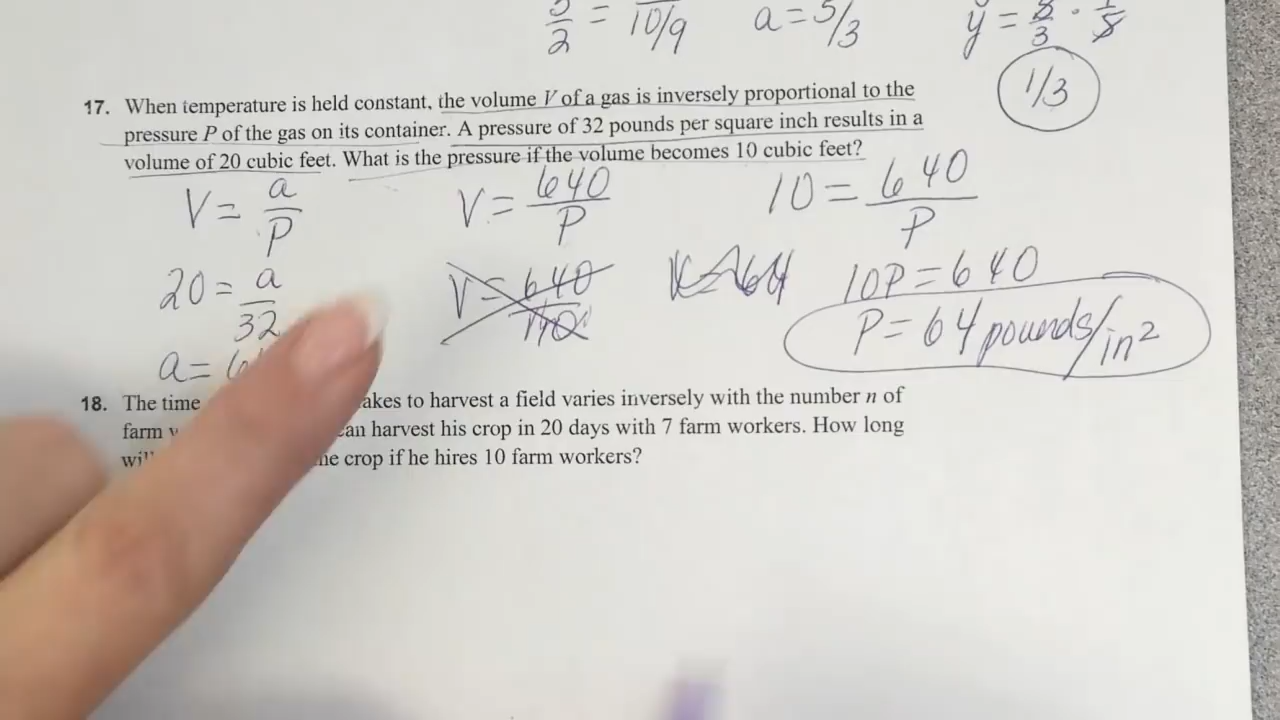 5/2 = /10/9 a = 5/3 y = 5/3 · 1/5
1/3
17. When temperature is held constant, the volume V of a gas is inversely proportional to the
pressure P of the gas on its container. A pressure of 32 pounds per square inch results in a
volume of 20 cubic feet. What is the pressure if the volume becomes 10 cubic feet?
V = a/P V = 640/P 10 = 640/P
20 = a/32 V = 640 10P = 640
a = P = 64 pounds/in²
18. The time akes to harvest a field varies inversely with the number n of
farm an harvest his crop in 20 days with 7 farm workers. How long
crop if he hires 10 farm workers?